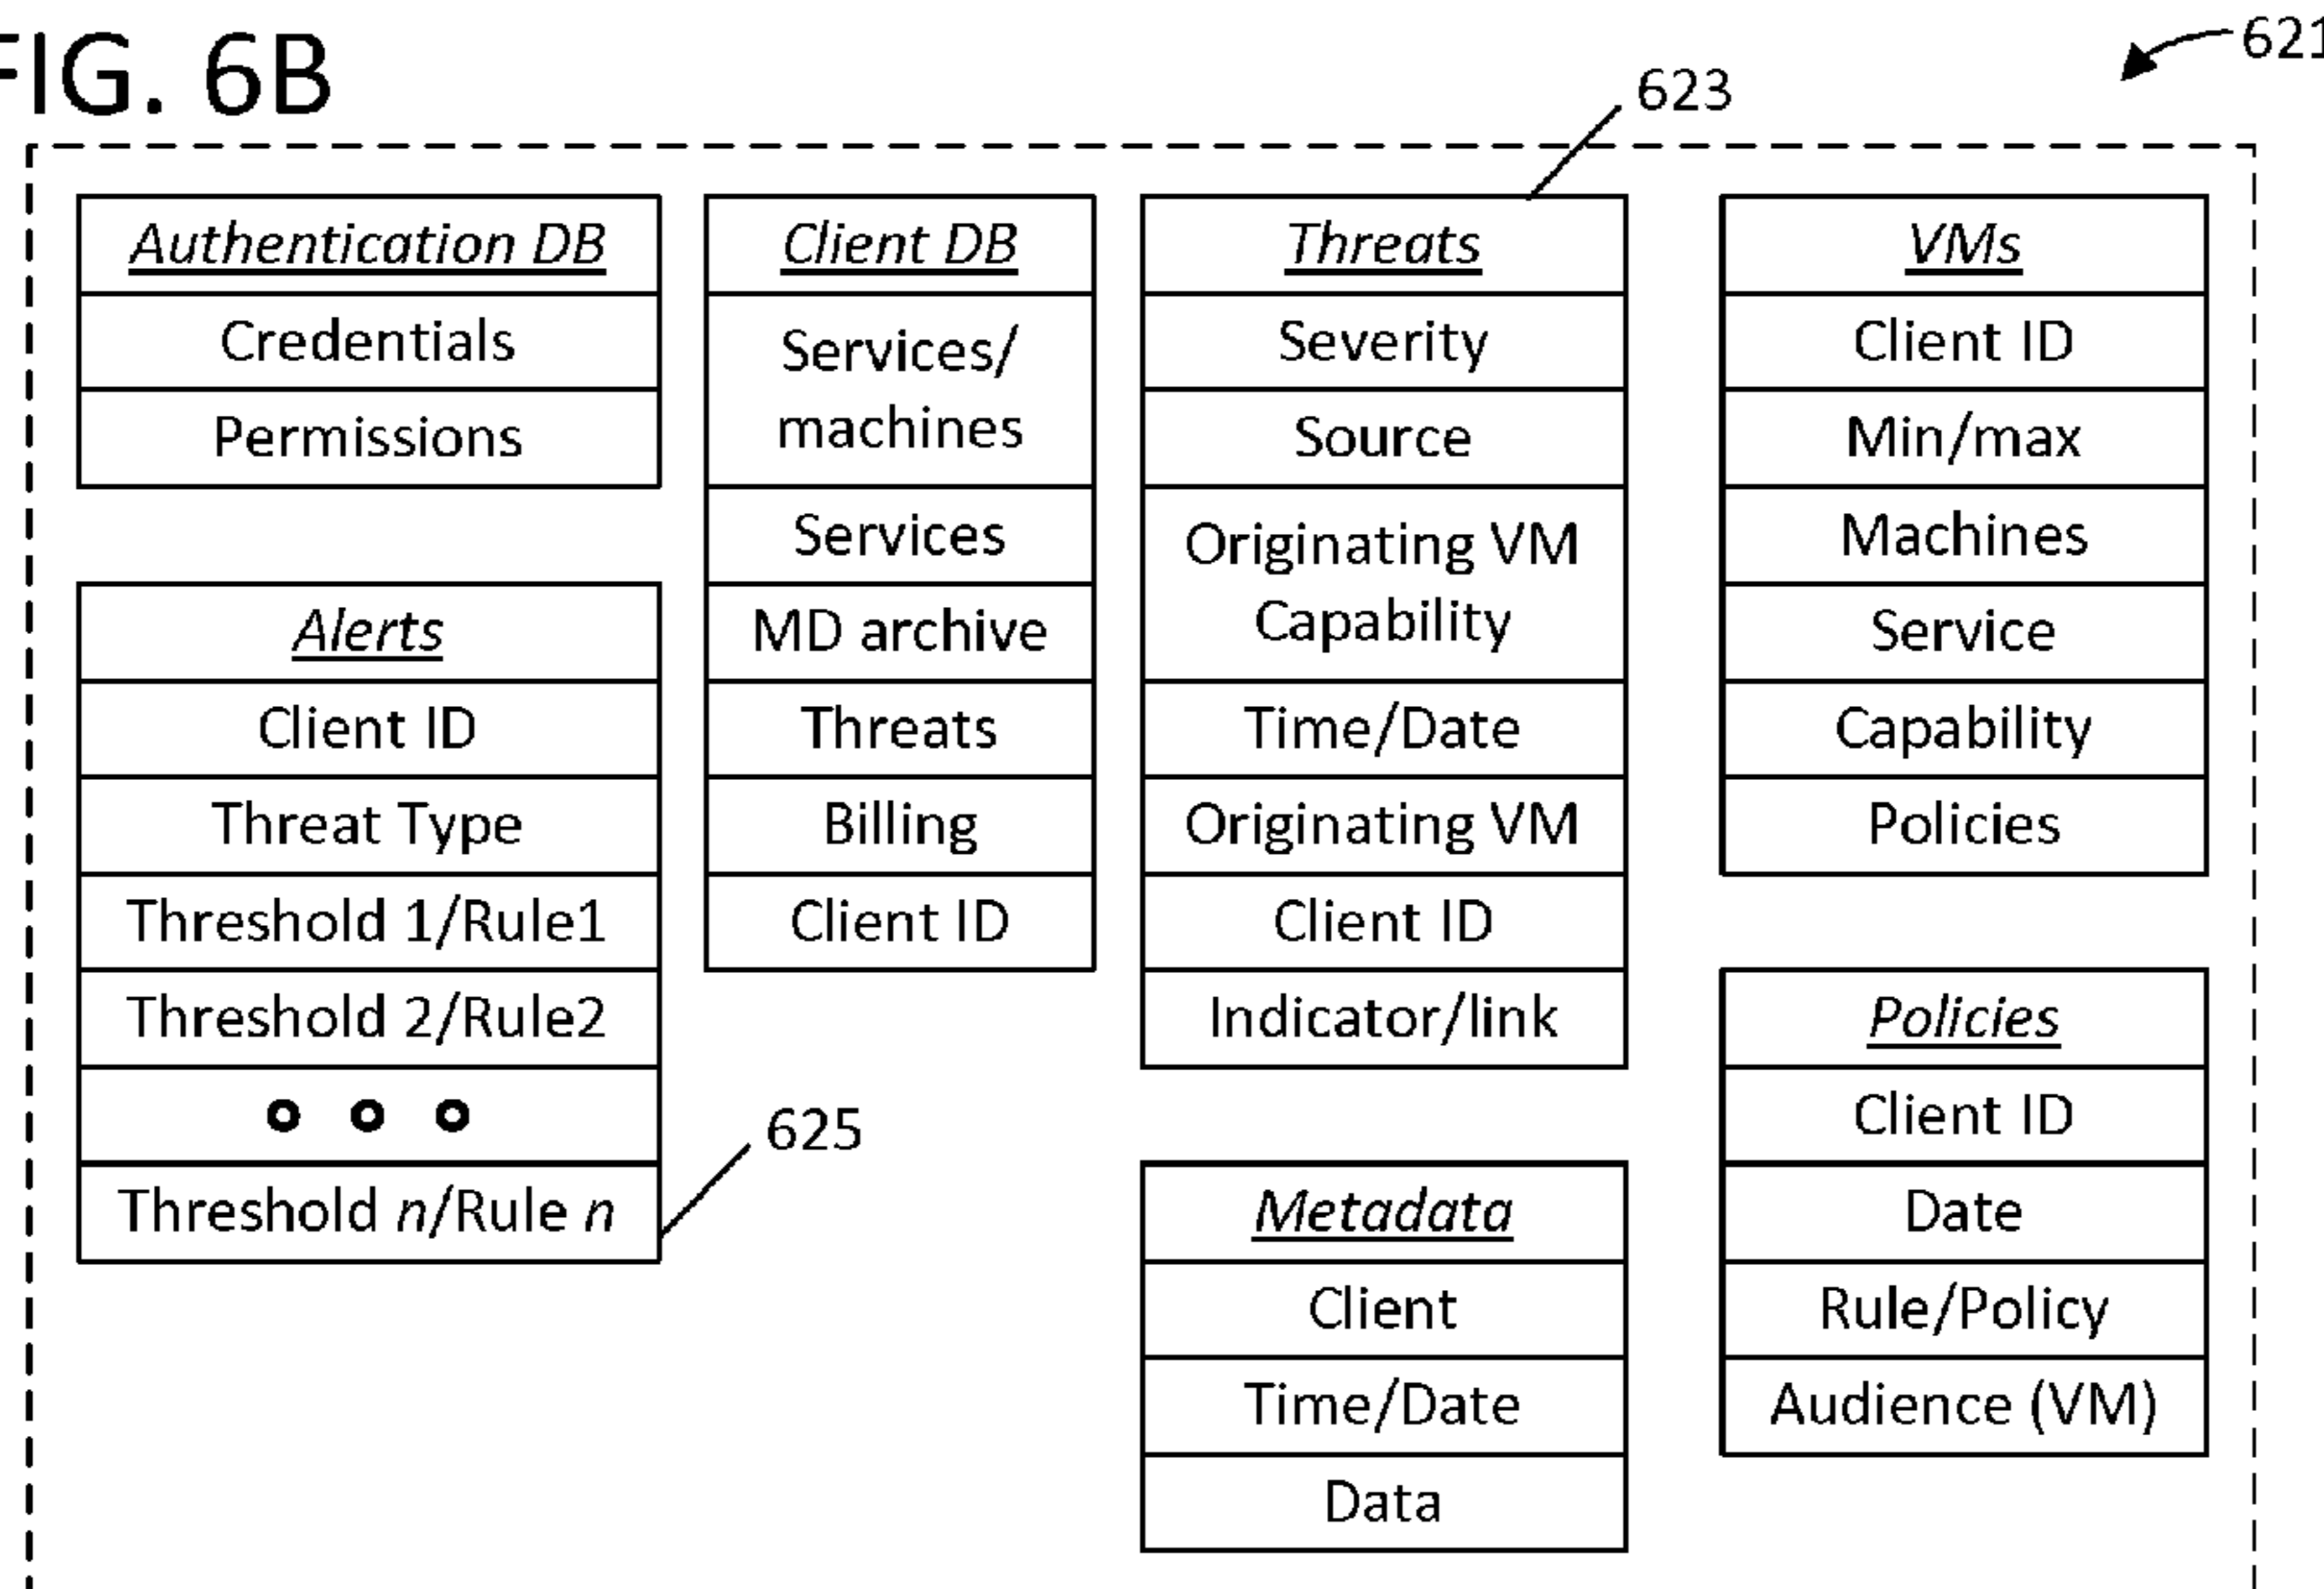 FIG. 6B
621
623
Authentication DB
Credentials
Permissions
Alerts
Client ID
Threat Type
Threshold 1/Rule1
Threshold 2/Rule2
Threshold n/Rule n
625
Client DB
Services/
machines
Services
MD archive
Threats
Billing
Client ID
Threats
Severity
Source
Originating VM
Capability
Time/Date
Originating VM
Client ID
Indicator/link
Metadata
Client
Time/Date
Data
VMs
Client ID
Min/max
Machines
Service
Capability
Policies
Policies
Client ID
Date
Rule/Policy
Audience (VM)